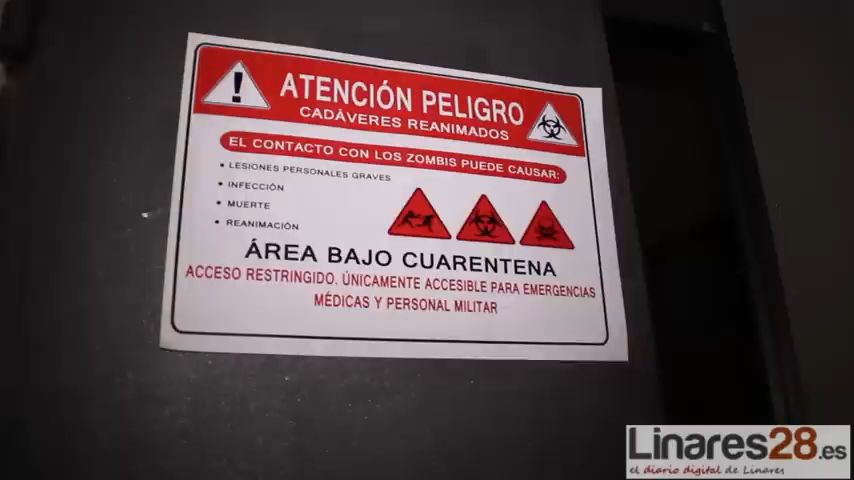 ATENCIÓN PELIGRO
CADÁVERES REANIMADOS
EL CONTACTO CON LOS ZOMBIS PUEDE CAUSAR:
• LESIONES PERSONALES GRAVES
• INFECCIÓN
• MUERTE
• REANIMACIÓN
ÁREA BAJO CUARENTENA
ACCESO RESTRINGIDO. ÚNICAMENTE ACCESIBLE PARA EMERGENCIAS
MÉDICAS Y PERSONAL MILITAR
Linares28.es
el diario digital de Linares